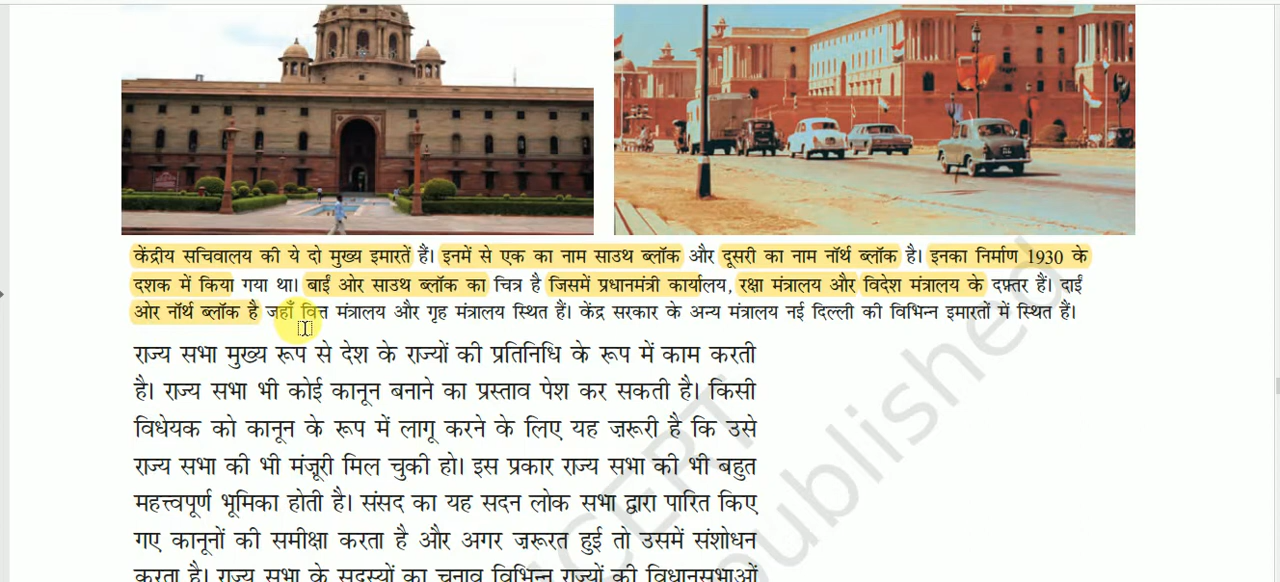 केंद्रीय सचिवालय की ये दो मुख्य इमारतें हैं। इनमें से एक का नाम साउथ ब्लॉक और दूसरी का नाम नॉर्थ ब्लॉक है। इनका निर्माण 1930 के
दशक में किया गया था। बाईं ओर साउथ ब्लॉक का चित्र है जिसमें प्रधानमंत्री कार्यालय, रक्षा मंत्रालय और विदेश मंत्रालय के दफ़्तर हैं। दाईं
ओर नॉर्थ ब्लॉक है जहाँ वित्त मंत्रालय और गृह मंत्रालय स्थित हैं। केंद्र सरकार के अन्य मंत्रालय नई दिल्ली की विभिन्न इमारतों में स्थित हैं।
राज्य सभा मुख्य रूप से देश के राज्यों की प्रतिनिधि के रूप में काम करती
है। राज्य सभा भी कोई कानून बनाने का प्रस्ताव पेश कर सकती है। किसी
विधेयक को कानून के रूप में लागू करने के लिए यह ज़रूरी है कि उसे
राज्य सभा की भी मंज़ूरी मिल चुकी हो। इस प्रकार राज्य सभा की भी बहुत
महत्त्वपूर्ण भूमिका होती है। संसद का यह सदन लोक सभा द्वारा पारित किए
गए कानूनों की समीक्षा करता है और अगर ज़रूरत हुई तो उसमें संशोधन
करता है। राज्य सभा के सदस्यों का चुनाव विभिन्न राज्यों की विधानसभाओं
NCERT
published